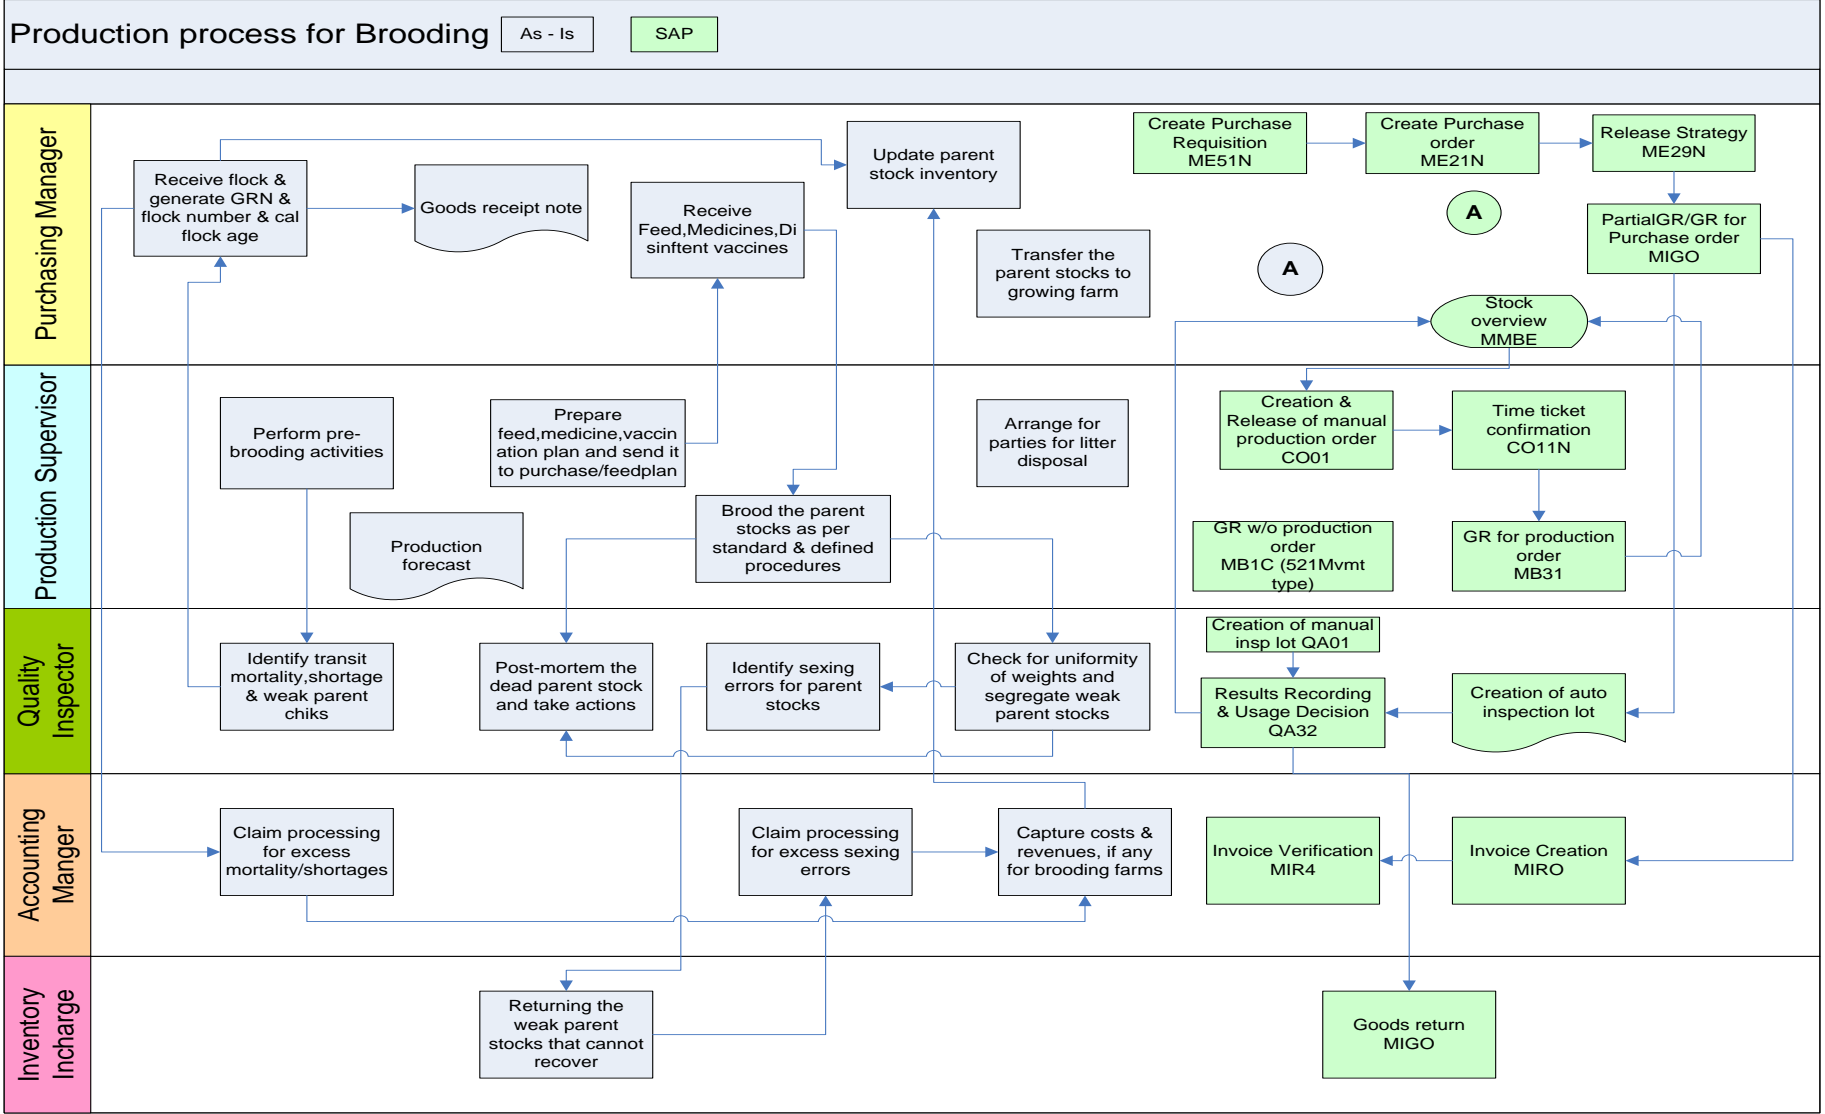 Production process for Brooding
As - Is
SAP
Purchasing Manager
Receive flock &
generate GRN &
flock number & cal
flock age
Goods receipt note
Receive
Feed,Medicines,Di
sinftent vaccines
Update parent
stock inventory
Transfer the
parent stocks to
growing farm
Create Purchase
Requisition
ME51N
Create Purchase
order
ME21N
Release Strategy
ME29N
A
A
PartialGR/GR for
Purchase order
MIGO
Stock
overview
MMBE
Production Supervisor
Perform pre-
brooding activities
Production
forecast
Prepare
feed,medicine,vaccin
ation plan and send it
to purchase/feedplan
Brood the parent
stocks as per
standard & defined
procedures
Arrange for
parties for litter
disposal
Creation &
Release of manual
production order
CO01
Time ticket
confirmation
CO11N
GR w/o production
order
MB1C (521Mvmt
type)
GR for production
order
MB31
Quality
Inspector
Identify transit
mortality,shortage
& weak parent
chiks
Post-mortem the
dead parent stock
and take actions
Identify sexing
errors for parent
stocks
Check for uniformity
of weights and
segregate weak
parent stocks
Creation of manual
insp lot QA01
Results Recording
& Usage Decision
QA32
Creation of auto
inspection lot
Accounting
Manger
Claim processing
for excess
mortality/shortages
Claim processing
for excess sexing
errors
Capture costs &
revenues, if any
for brooding farms
Invoice Verification
MIR4
Invoice Creation
MIRO
Inventory
Incharge
Returning the
weak parent
stocks that cannot
recover
Goods return
MIGO